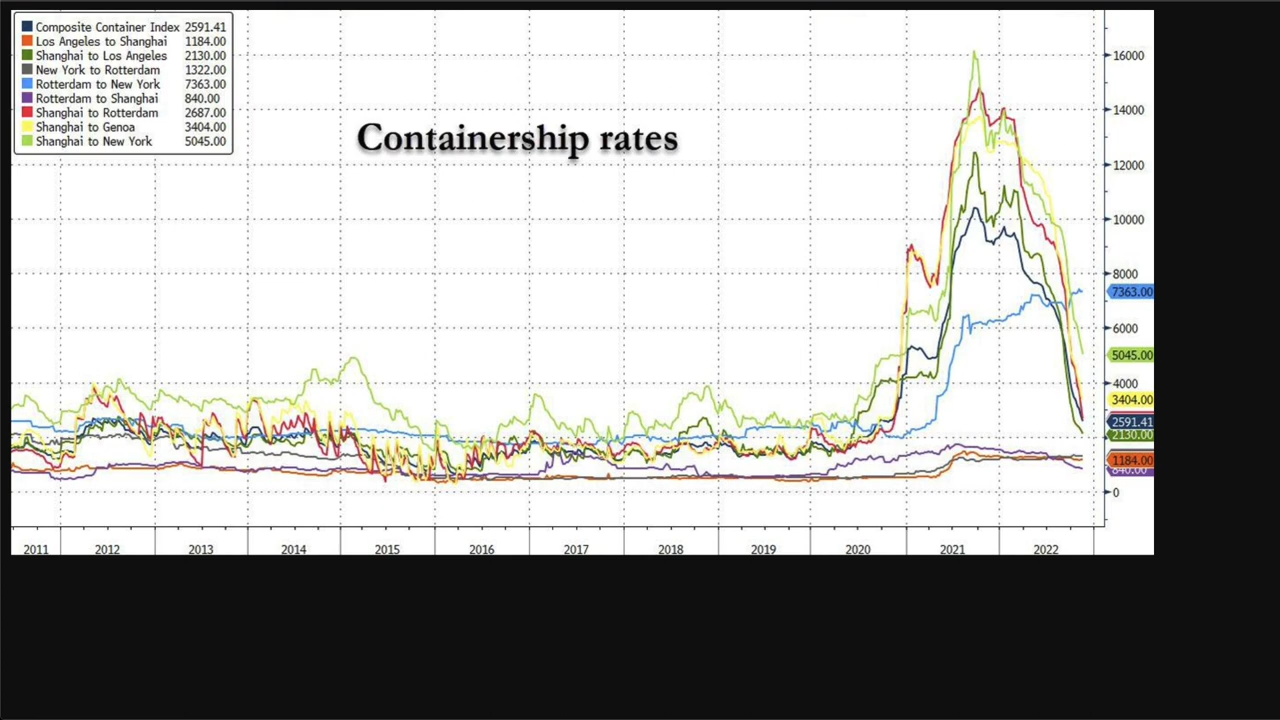 Composite Container Index 2591.41
Los Angeles to Shanghai 1184.00
Shanghai to Los Angeles 2130.00
New York to Rotterdam 1322.00
Rotterdam to New York 7363.00
Rotterdam to Shanghai 840.00
Shanghai to Rotterdam 2687.00
Shanghai to Genoa 3404.00
Shanghai to New York 5045.00
Containership rates
16000
14000
12000
10000
8000
7363.00
6000
5045.00
4000
3404.00
2591.41
2130.00
1184.00
840.00
0
2011 2012 2013 2014 2015 2016 2017 2018 2019 2020 2021 2022